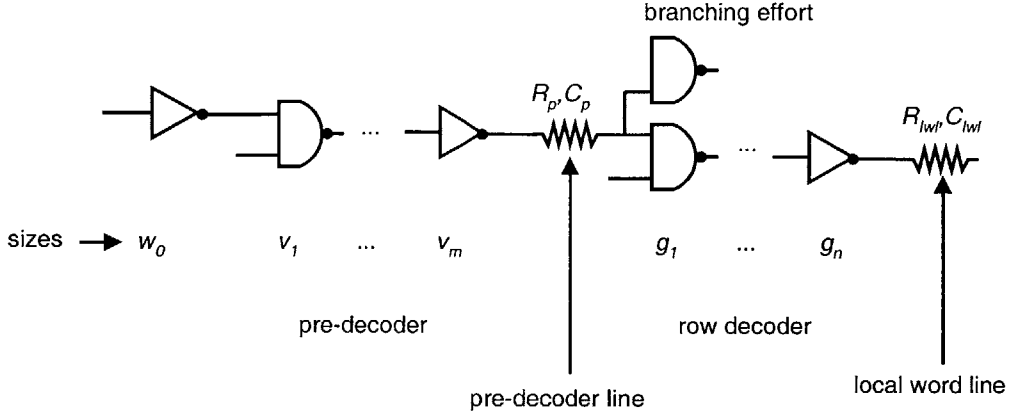 branching effort
R_p,C_p
R_lwl,C_lwl
...
...
sizes w_0 v_1 ... v_m g_1 ... g_n
pre-decoder
row decoder
pre-decoder line
local word line